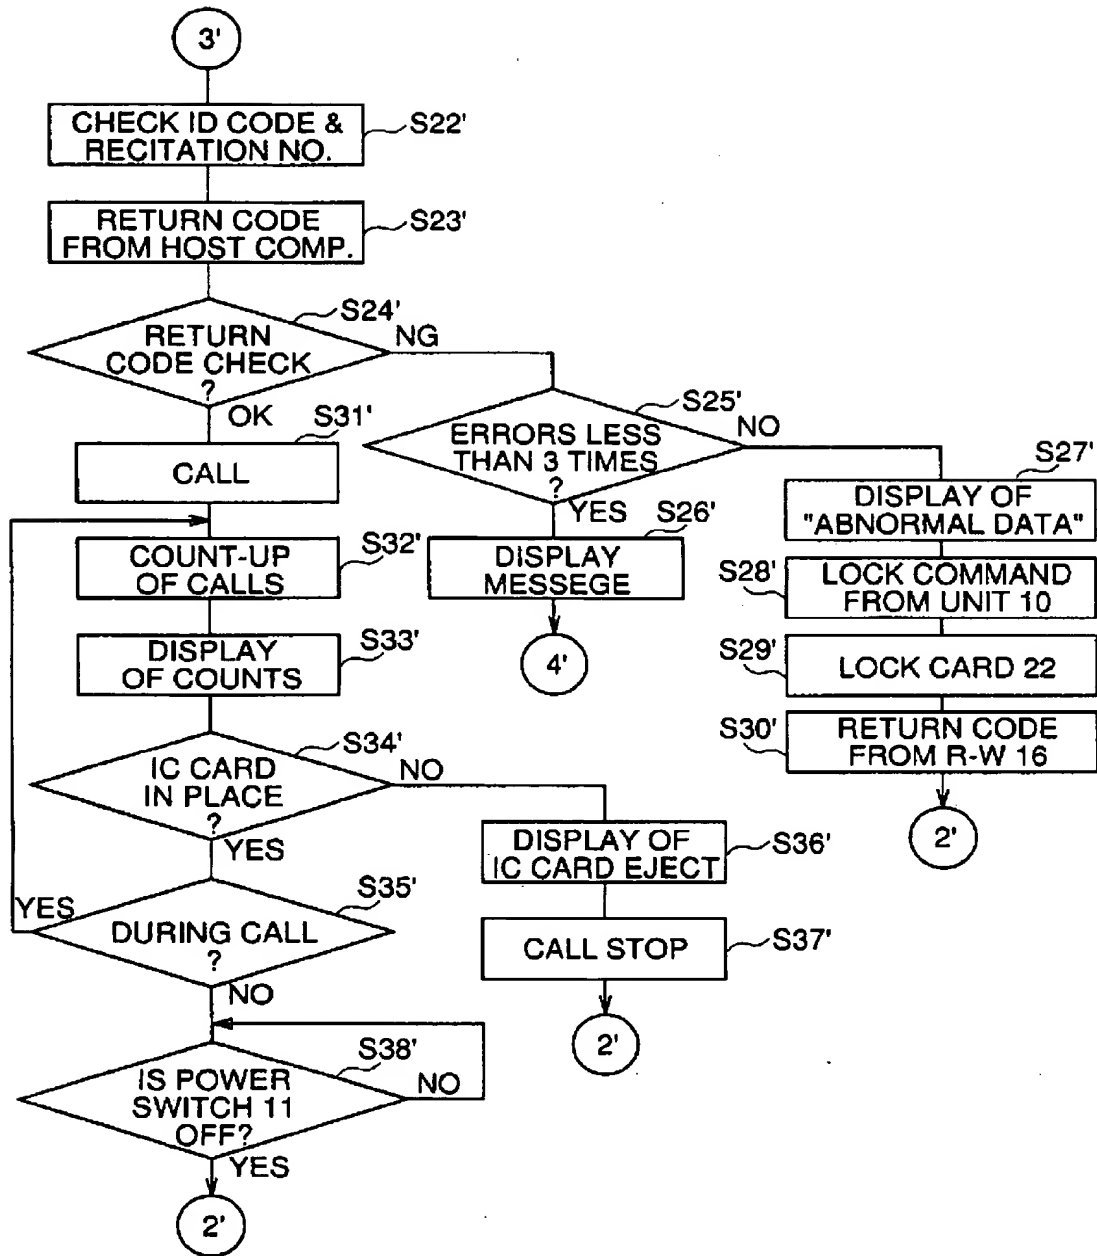 3'
CHECK ID CODE &
RECITATION NO.
S22'
RETURN CODE
FROM HOST COMP.
S23'
S24'
RETURN
CODE CHECK
?
NG
OK
S31'
CALL
S25'
ERRORS LESS
THAN 3 TIMES
?
NO
YES
S26'
DISPLAY
MESSEGE
4'
S27'
DISPLAY OF
"ABNORMAL DATA"
S28'
LOCK COMMAND
FROM UNIT 10
S29'
LOCK CARD 22
S30'
RETURN CODE
FROM R-W 16
2'
COUNT-UP
OF CALLS
S32'
DISPLAY
OF COUNTS
S33'
S34'
IC CARD
IN PLACE
?
NO
YES
DISPLAY OF
IC CARD EJECT
S36'
CALL STOP
S37'
2'
S35'
YES
DURING CALL
?
NO
S38'
IS POWER
SWITCH 11
OFF?
NO
YES
2'